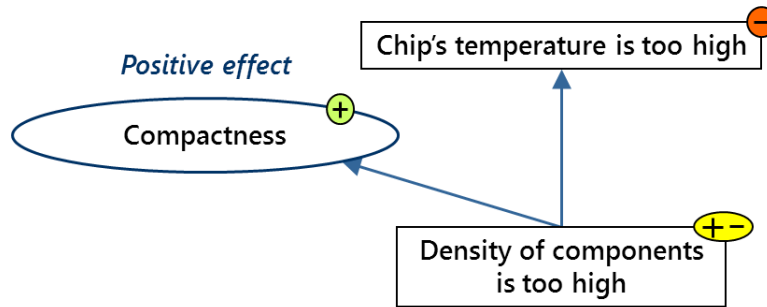 Chip's temperature is too high
−
Positive effect
+
Compactness
+ −
Density of components
is too high